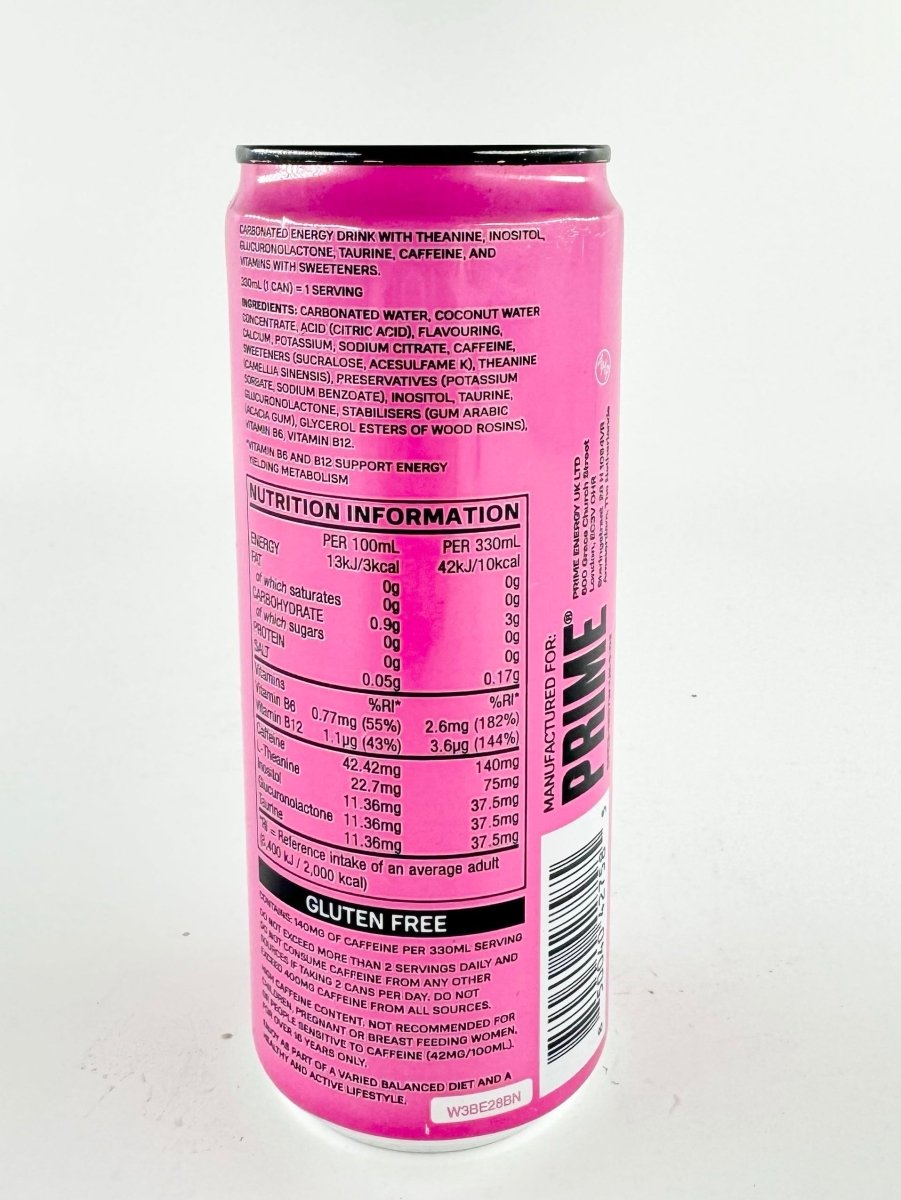 CARBONATED ENERGY DRINK WITH THEANINE, INOSITOL,
GLUCURONOLACTONE, TAURINE, CAFFEINE, AND
VITAMINS WITH SWEETENERS.
330mL (1 CAN) = 1 SERVING
INGREDIENTS: CARBONATED WATER, COCONUT WATER
CONCENTRATE, ACID (CITRIC ACID), FLAVOURING,
CALCIUM, POTASSIUM, SODIUM CITRATE, CAFFEINE,
SWEETENERS (SUCRALOSE, ACESULFAME K), THEANINE
(CAMELLIA SINENSIS), PRESERVATIVES (POTASSIUM
SORBATE, SODIUM BENZOATE), INOSITOL, TAURINE,
GLUCURONOLACTONE, STABILISERS (GUM ARABIC
(ACACIA GUM), GLYCEROL ESTERS OF WOOD ROSINS),
VITAMIN B6, VITAMIN B12.
*VITAMIN B6 AND B12 SUPPORT ENERGY
YIELDING METABOLISM
NUTRITION INFORMATION
PER 100mL PER 330mL
ENERGY 13kJ/3kcal 42kJ/10kcal
FAT 0g 0g
of which saturates 0g 0g
CARBOHYDRATE 0.9g 3g
of which sugars 0g 0g
PROTEIN 0g 0g
SALT 0.05g 0.17g
Vitamins %RI* %RI*
Vitamin B6 0.77mg (55%) 2.6mg (182%)
Vitamin B12 1.1µg (43%) 3.6µg (144%)
Caffeine 42.42mg 140mg
L-Theanine 22.7mg 75mg
Inositol 11.36mg 37.5mg
Glucuronolactone 11.36mg 37.5mg
Taurine 11.36mg 37.5mg
*RI = Reference intake of an average adult
(8,400 kJ / 2,000 kcal)
GLUTEN FREE
CONTAINS: 140MG OF CAFFEINE PER 330ML SERVING
DO NOT EXCEED MORE THAN 2 SERVINGS DAILY AND
DO NOT CONSUME CAFFEINE FROM ANY OTHER
SOURCES IF TAKING 2 CANS PER DAY. DO NOT
EXCEED 400MG CAFFEINE FROM ALL SOURCES.
HIGH CAFFEINE CONTENT. NOT RECOMMENDED FOR
CHILDREN, PREGNANT OR BREAST FEEDING WOMEN,
OR PEOPLE SENSITIVE TO CAFFEINE (42MG/100ML).
FOR OVER 16 YEARS ONLY.
ENJOY AS PART OF A VARIED BALANCED DIET AND A
HEALTHY AND ACTIVE LIFESTYLE.
W3BE28BN
MANUFACTURED FOR:
PRIME®
PRIME ENERGY UK LTD
600 Grace Church Street
London, EC3V OHR
Amsterdam, The Netherlands